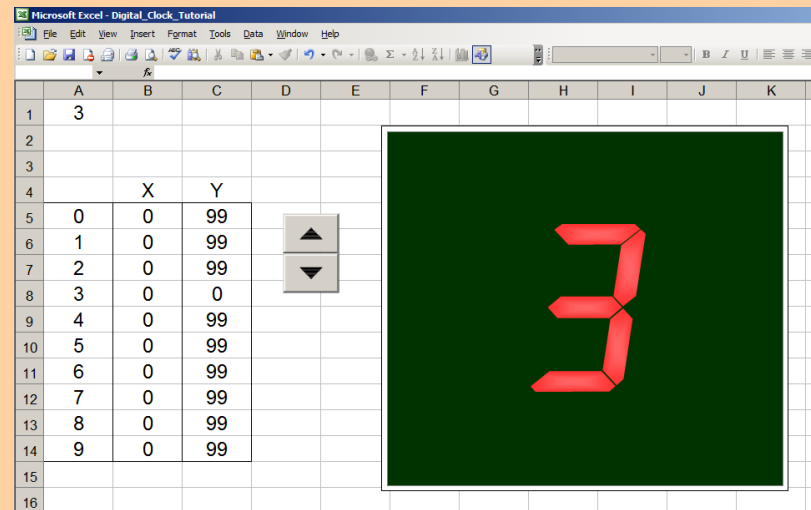 Microsoft Excel - Digital_Clock_Tutorial
File Edit View Insert Format Tools Data Window Help
Σ B I U
fx
A B C D E F G H I J K
1 3
2
3
4 X Y
5 0 0 99
6 1 0 99
7 2 0 99
8 3 0 0
9 4 0 99
10 5 0 99
11 6 0 99
12 7 0 99
13 8 0 99
14 9 0 99
15
16
3